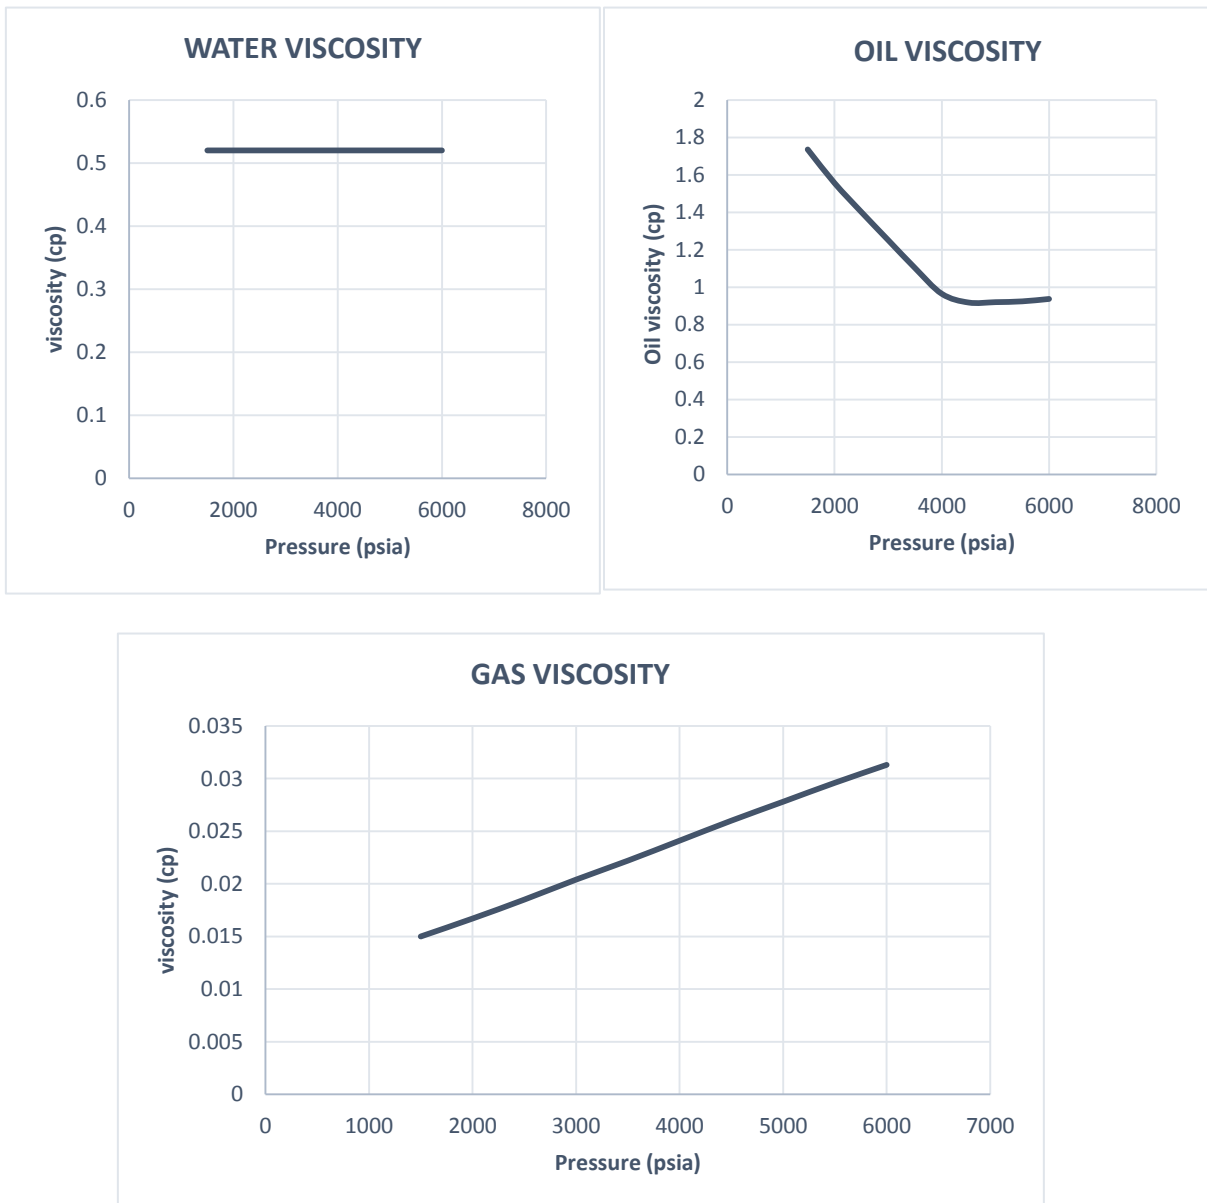 WATER VISCOSITY
0.6
0.5
0.4
0.3
0.2
0.1
0
viscosity (cp)
0 2000 4000 6000 8000
Pressure (psia)
OIL VISCOSITY
2
1.8
1.6
1.4
1.2
1
0.8
0.6
0.4
0.2
0
Oil viscosity (cp)
0 2000 4000 6000 8000
Pressure (psia)
GAS VISCOSITY
0.035
0.03
0.025
0.02
0.015
0.01
0.005
0
viscosity (cp)
0 1000 2000 3000 4000 5000 6000 7000
Pressure (psia)